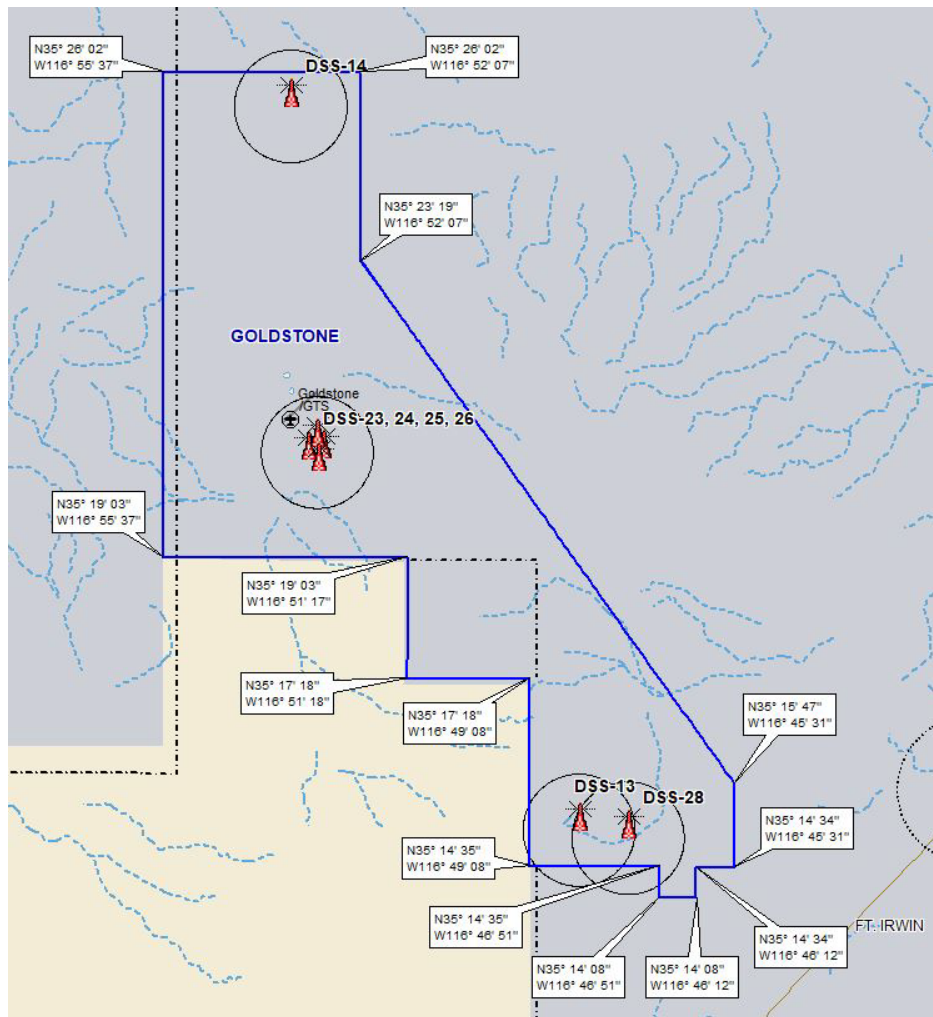 N35° 26' 02"
W116° 55' 37"
DSS-14
N35° 26' 02"
W116° 52' 07"
N35° 23' 19"
W116° 52' 07"
GOLDSTONE
Goldstone
/GTS
DSS-23, 24, 25, 26
N35° 19' 03"
W116° 55' 37"
N35° 19' 03"
W116° 51' 17"
N35° 17' 18"
W116° 51' 18"
N35° 17' 18"
W116° 49' 08"
N35° 15' 47"
W116° 45' 31"
DSS-13
DSS-28
N35° 14' 34"
W116° 45' 31"
N35° 14' 35"
W116° 49' 08"
N35° 14' 35"
W116° 46' 51"
FT. IRWIN
N35° 14' 34"
W116° 46' 12"
N35° 14' 08"
W116° 46' 51"
N35° 14' 08"
W116° 46' 12"